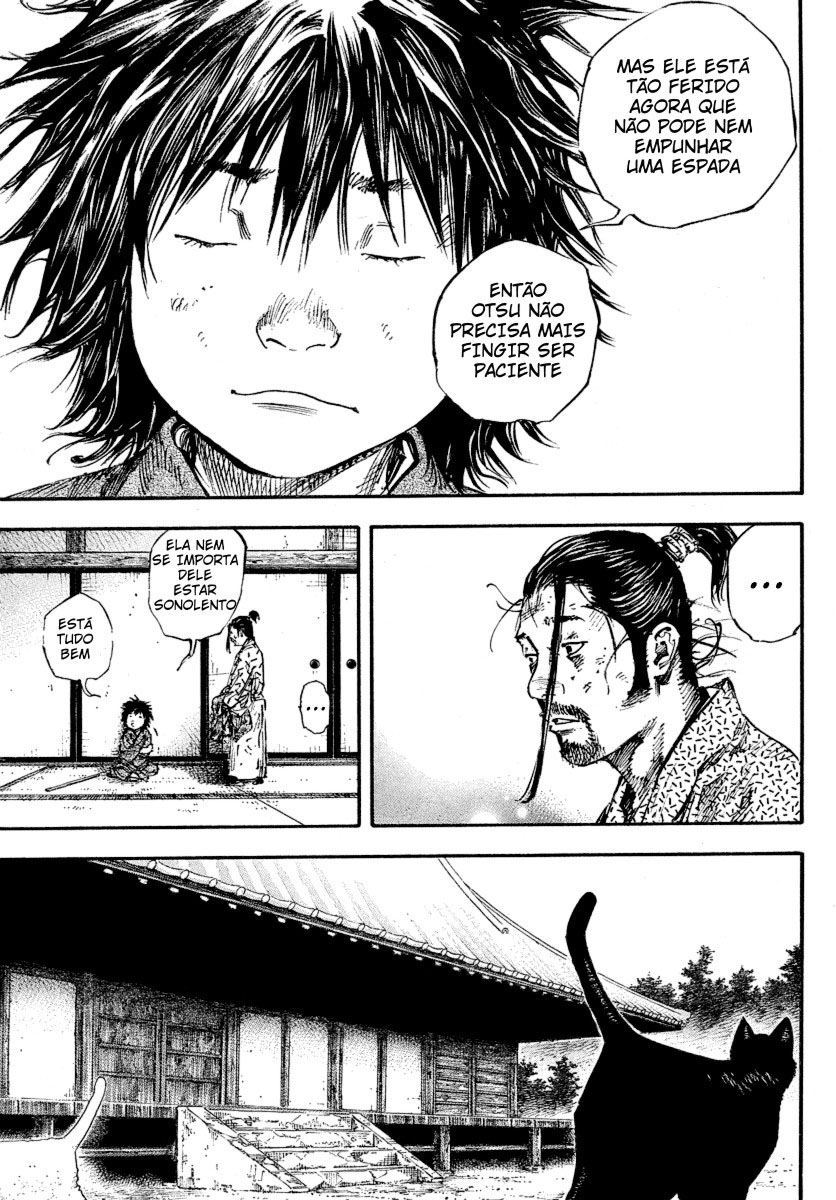 MAS ELE ESTÁ
TÃO FERIDO
AGORA QUE
NÃO PODE NEM
EMPUNHAR
UMA ESPADA
ENTÃO
OTSU NÃO
PRECISA MAIS
FINGIR SER
PACIENTE
...
ELA NEM
SE IMPORTA
DELE
ESTAR
SONOLENTO
ESTÁ
TUDO
BEM
...